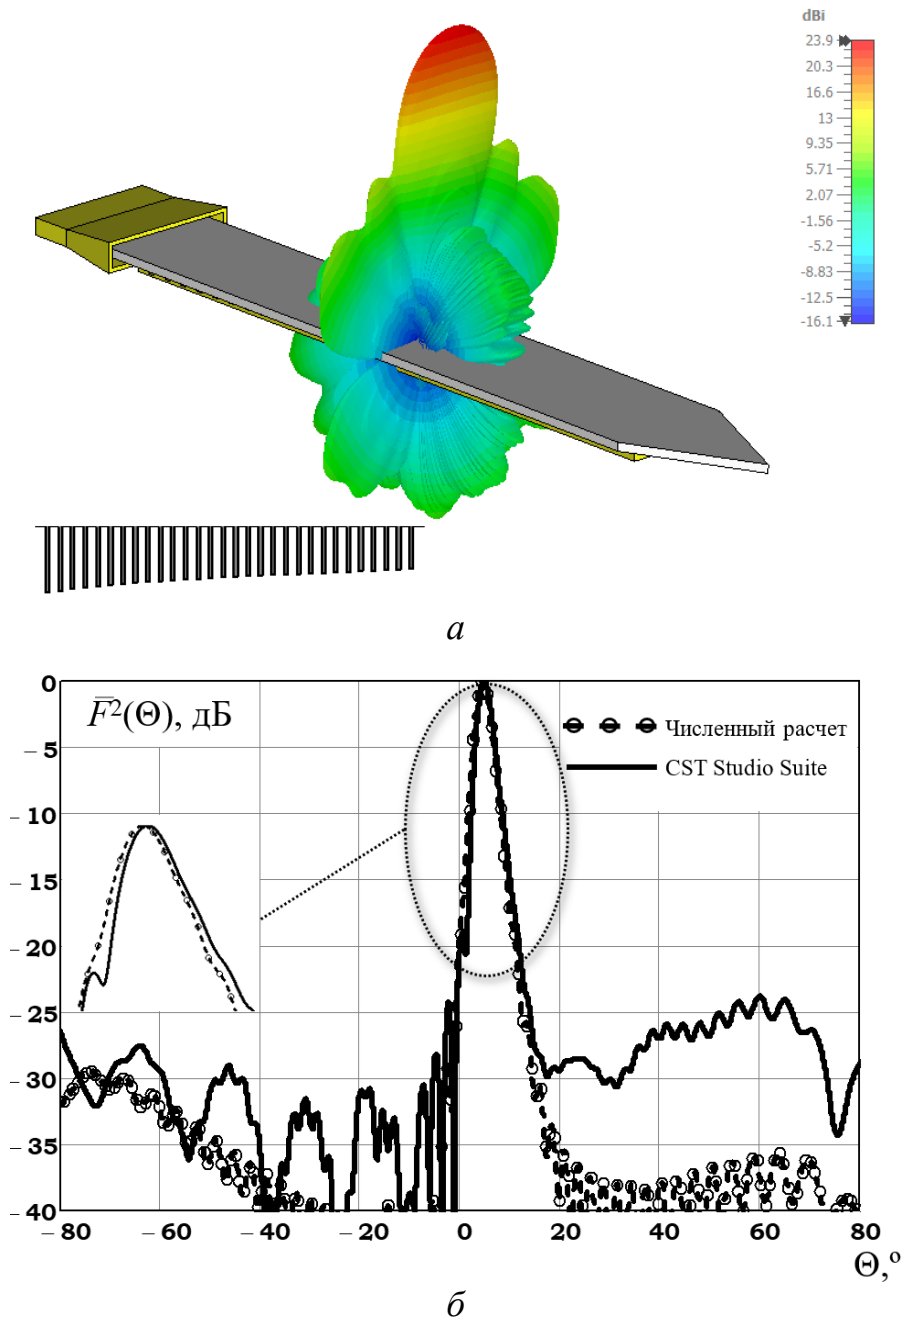 dBi
23.9
20.3
16.6
13
9.35
5.71
2.07
-1.56
-5.2
-8.83
-12.5
-16.1
а
F̅²(Θ), дБ
Численный расчет
CST Studio Suite
0
– 5
– 10
– 15
– 20
– 25
– 30
– 35
– 40
– 80 – 60 – 40 – 20 0 20 40 60 80
Θ,º
б